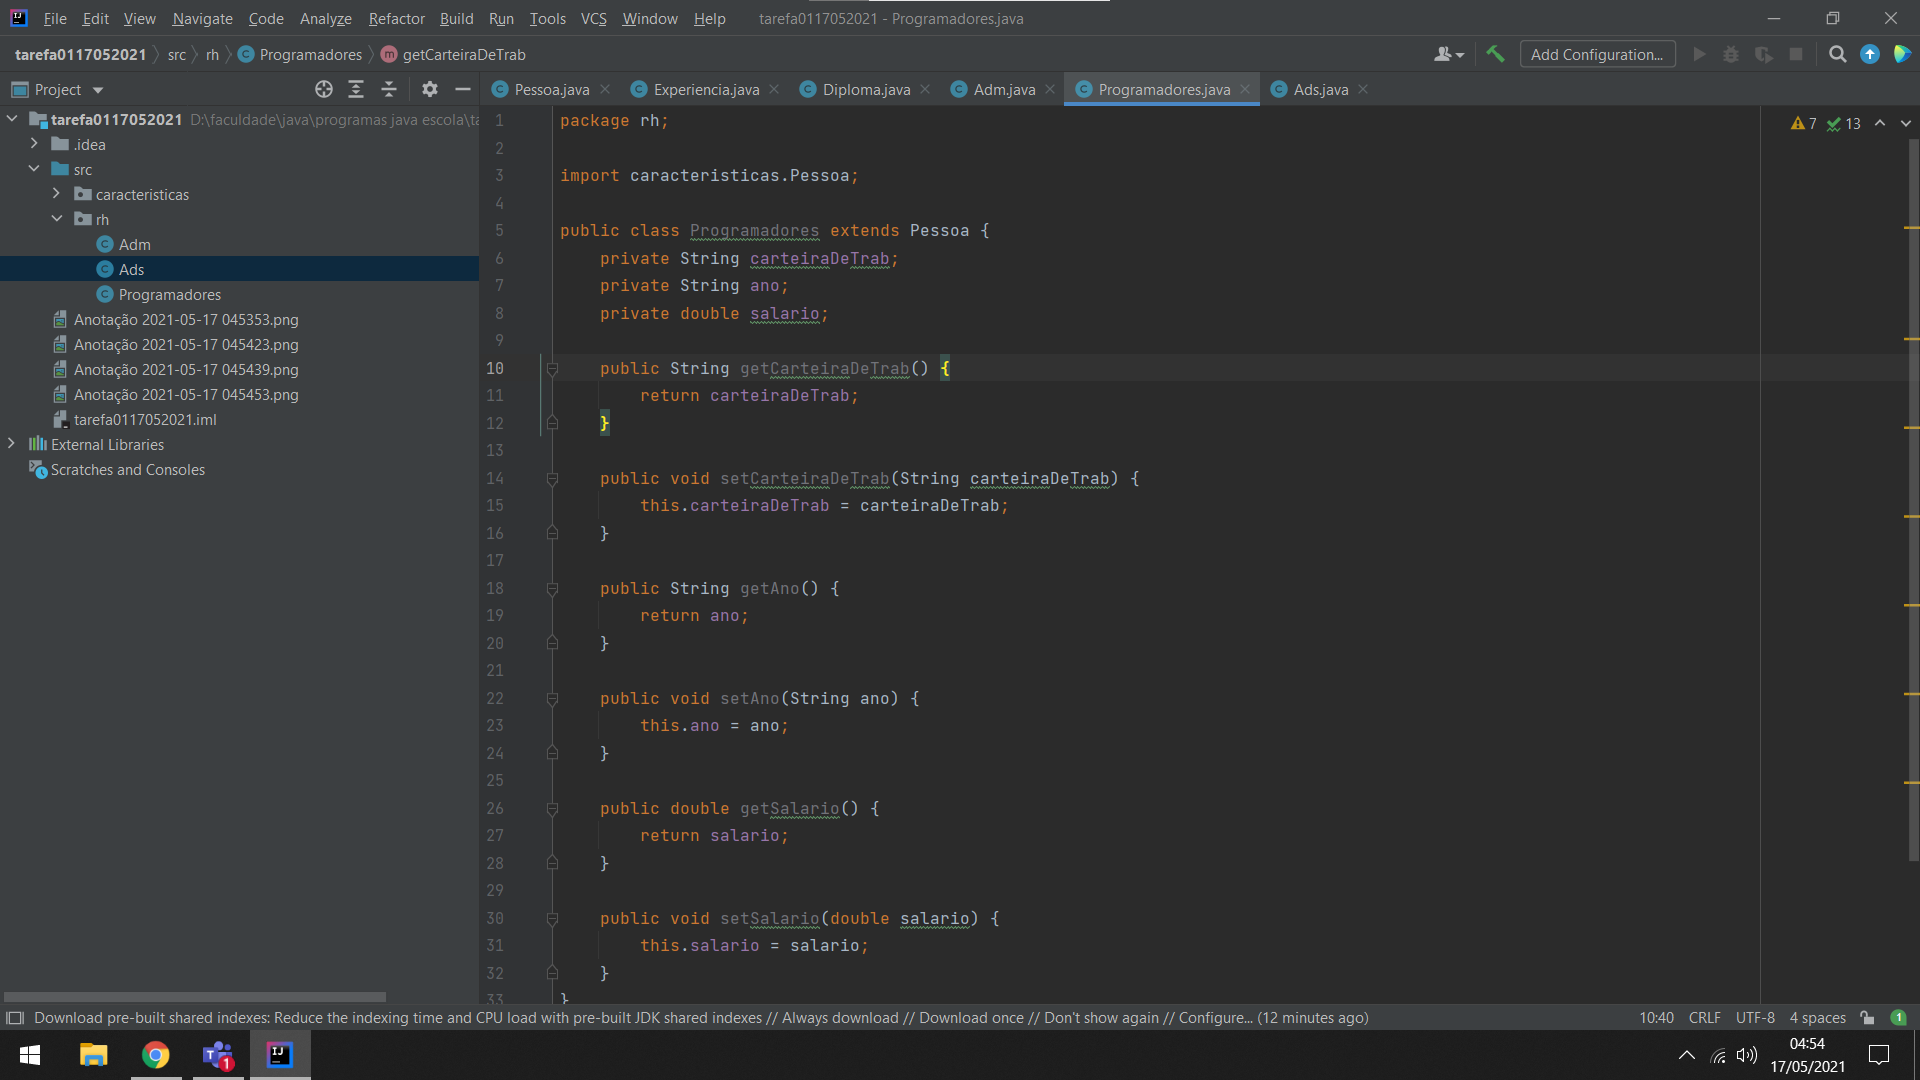 File Edit View Navigate Code Analyze Refactor Build Run Tools VCS Window Help tarefa0117052021 - Programadores.java
tarefa0117052021 src rh Programadores getCarteiraDeTrab Add Configuration...
Project
Pessoa.java Experiencia.java Diploma.java Adm.java Programadores.java Ads.java
tarefa0117052021 D:\faculdade\java\programas java escola\ta
.idea
src
caracteristicas
rh
Adm
Ads
Programadores
Anotação 2021-05-17 045353.png
Anotação 2021-05-17 045423.png
Anotação 2021-05-17 045439.png
Anotação 2021-05-17 045453.png
tarefa0117052021.iml
External Libraries
Scratches and Consoles
7 13
1 package rh;
2
3 import caracteristicas.Pessoa;
4
5 public class Programadores extends Pessoa {
6 private String carteiraDeTrab;
7 private String ano;
8 private double salario;
9
10 public String getCarteiraDeTrab() {
11 return carteiraDeTrab;
12 }
13
14 public void setCarteiraDeTrab(String carteiraDeTrab) {
15 this.carteiraDeTrab = carteiraDeTrab;
16 }
17
18 public String getAno() {
19 return ano;
20 }
21
22 public void setAno(String ano) {
23 this.ano = ano;
24 }
25
26 public double getSalario() {
27 return salario;
28 }
29
30 public void setSalario(double salario) {
31 this.salario = salario;
32 }
33 }
Download pre-built shared indexes: Reduce the indexing time and CPU load with pre-built JDK shared indexes // Always download // Download once // Don't show again // Configure... (12 minutes ago) 10:40 CRLF UTF-8 4 spaces 1
T 1 IJ
04:54
17/05/2021